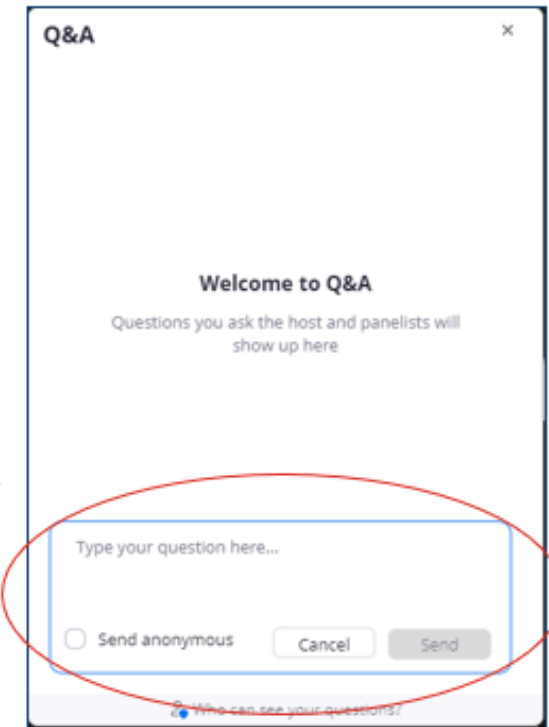 Q&A
Welcome to Q&A
Questions you ask the host and panelists will
show up here
Type your question here...
Send anonymous
Cancel
Send
Who can see your questions?